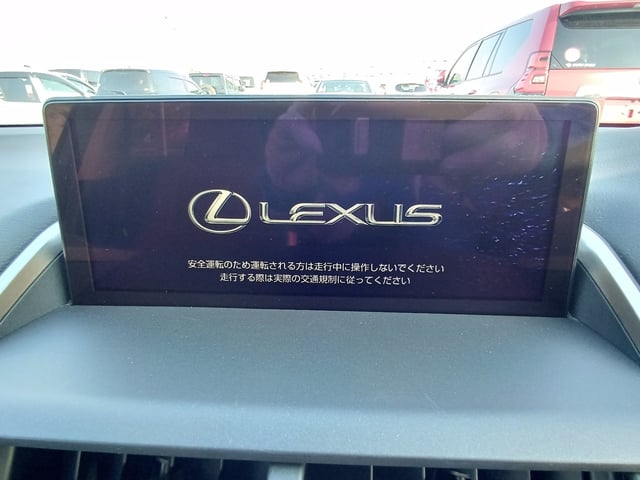 LEXUS
安全運転のため運転される方は走行中に操作しないでください
走行する際は実際の交通規制に従ってください